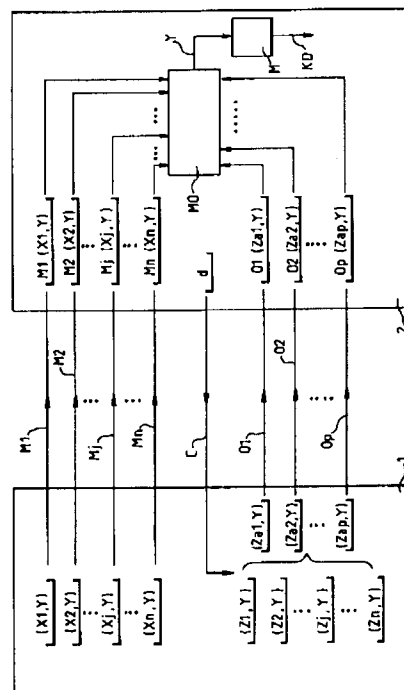 (X1,Y) M1 M1 (X1,Y)
(X2,Y) M2 M2 (X2,Y)
⋮ ⋯ ⋮ ⋯ Y
(Xj,Y) Mj Mj (Xj,Y)
⋮ ⋯ ⋮ ⋯ M
(Xn,Y) Mn Mn (Xn,Y)
MO KD
C d
(Z1,Y) (Za1,Y) O1 O1 (Za1,Y)
(Z2,Y) (Za2,Y) O2 O2 (Za2,Y)
(Zj,Y)
(Zn,Y) (Zap,Y) Op Op (Zap,Y)
1 2